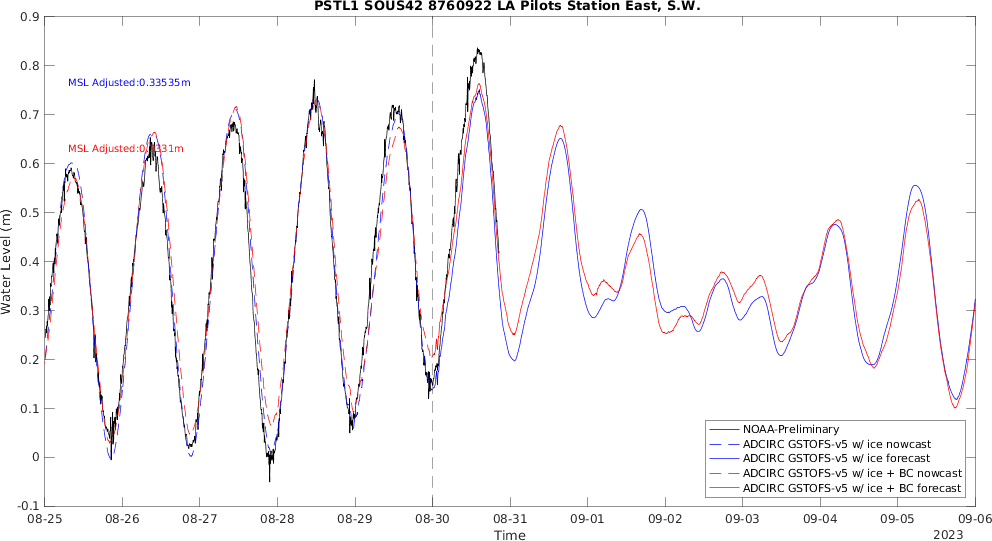 PSTL1 SOUS42 8760922 LA Pilots Station East, S.W.
0.9
0.8
0.7
0.6
0.5
0.4
0.3
0.2
0.1
0
-0.1
Water Level (m)
MSL Adjusted:0.33535m
MSL
NOAA-Preliminary
ADCIRC GSTOFS-v5 w/ ice nowcast
ADCIRC GSTOFS-v5 w/ ice forecast
ADCIRC GSTOFS-v5 w/ ice + BC nowcast
ADCIRC GSTOFS-v5 w/ ice + BC forecast
08-25 08-26 08-27 08-28 08-29 08-30 08-31 09-01 09-02 09-03 09-04 09-05 09-06
Time
2023